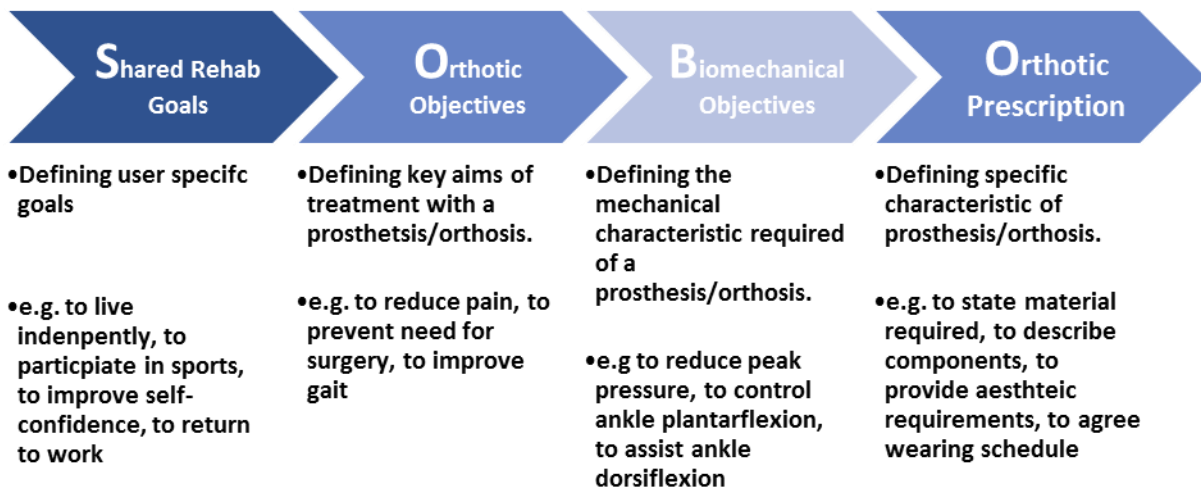 Shared Rehab
Goals
•Defining user specifc
goals
•e.g. to live
indenpently, to
particpiate in sports,
to improve self-
confidence, to return
to work
Orthotic
Objectives
•Defining key aims of
treatment with a
prosthetsis/orthosis.
•e.g. to reduce pain, to
prevent need for
surgery, to improve
gait
Biomechanical
Objectives
•Defining the
mechanical
characteristic required
of a
prosthesis/orthosis.
•e.g to reduce peak
pressure, to control
ankle plantarflexion,
to assist ankle
dorsiflexion
Orthotic
Prescription
•Defining specific
characteristic of
prosthesis/orthosis.
•e.g. to state material
required, to describe
components, to
provide aesthteic
requirements, to agree
wearing schedule